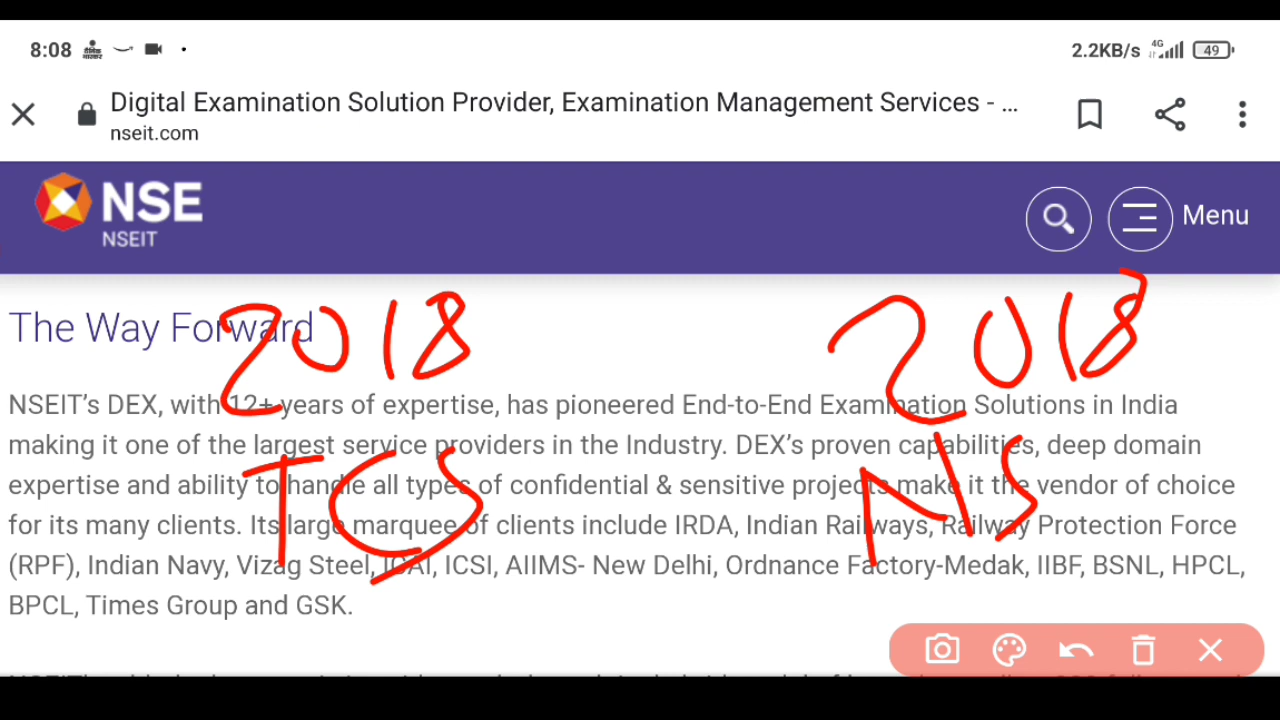 8:08
2.2KB/s 4G 49
Digital Examination Solution Provider, Examination Management Services - ...
nseit.com
NSE
NSEIT
Menu
The Way Forward
2018 2018
NSEIT's DEX, with 12+ years of expertise, has pioneered End-to-End Examination Solutions in India
making it one of the largest service providers in the Industry. DEX's proven capabilities, deep domain
TCS NS
expertise and ability to handle all types of confidential & sensitive projects make it the vendor of choice
for its many clients. Its large marquee of clients include IRDA, Indian Railways, Railway Protection Force
(RPF), Indian Navy, Vizag Steel, ICAI, ICSI, AIIMS- New Delhi, Ordnance Factory-Medak, IIBF, BSNL, HPCL,
BPCL, Times Group and GSK.